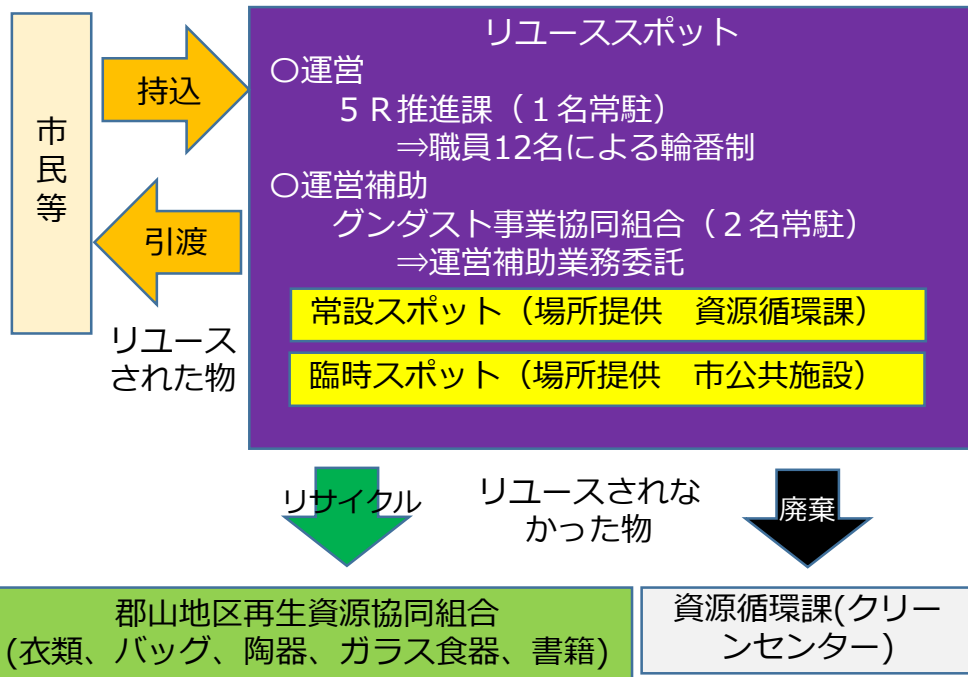 市民等
持込
引渡
リユース
された物
リユーススポット
〇運営
５Ｒ推進課（１名常駐）
⇒職員12名による輪番制
〇運営補助
グンダスト事業協同組合（２名常駐）
⇒運営補助業務委託
常設スポット（場所提供　資源循環課）
臨時スポット（場所提供　市公共施設）
リサイクル
リユースされな
かった物
廃棄
郡山地区再生資源協同組合
(衣類、バッグ、陶器、ガラス食器、書籍)
資源循環課(クリー
ンセンター)